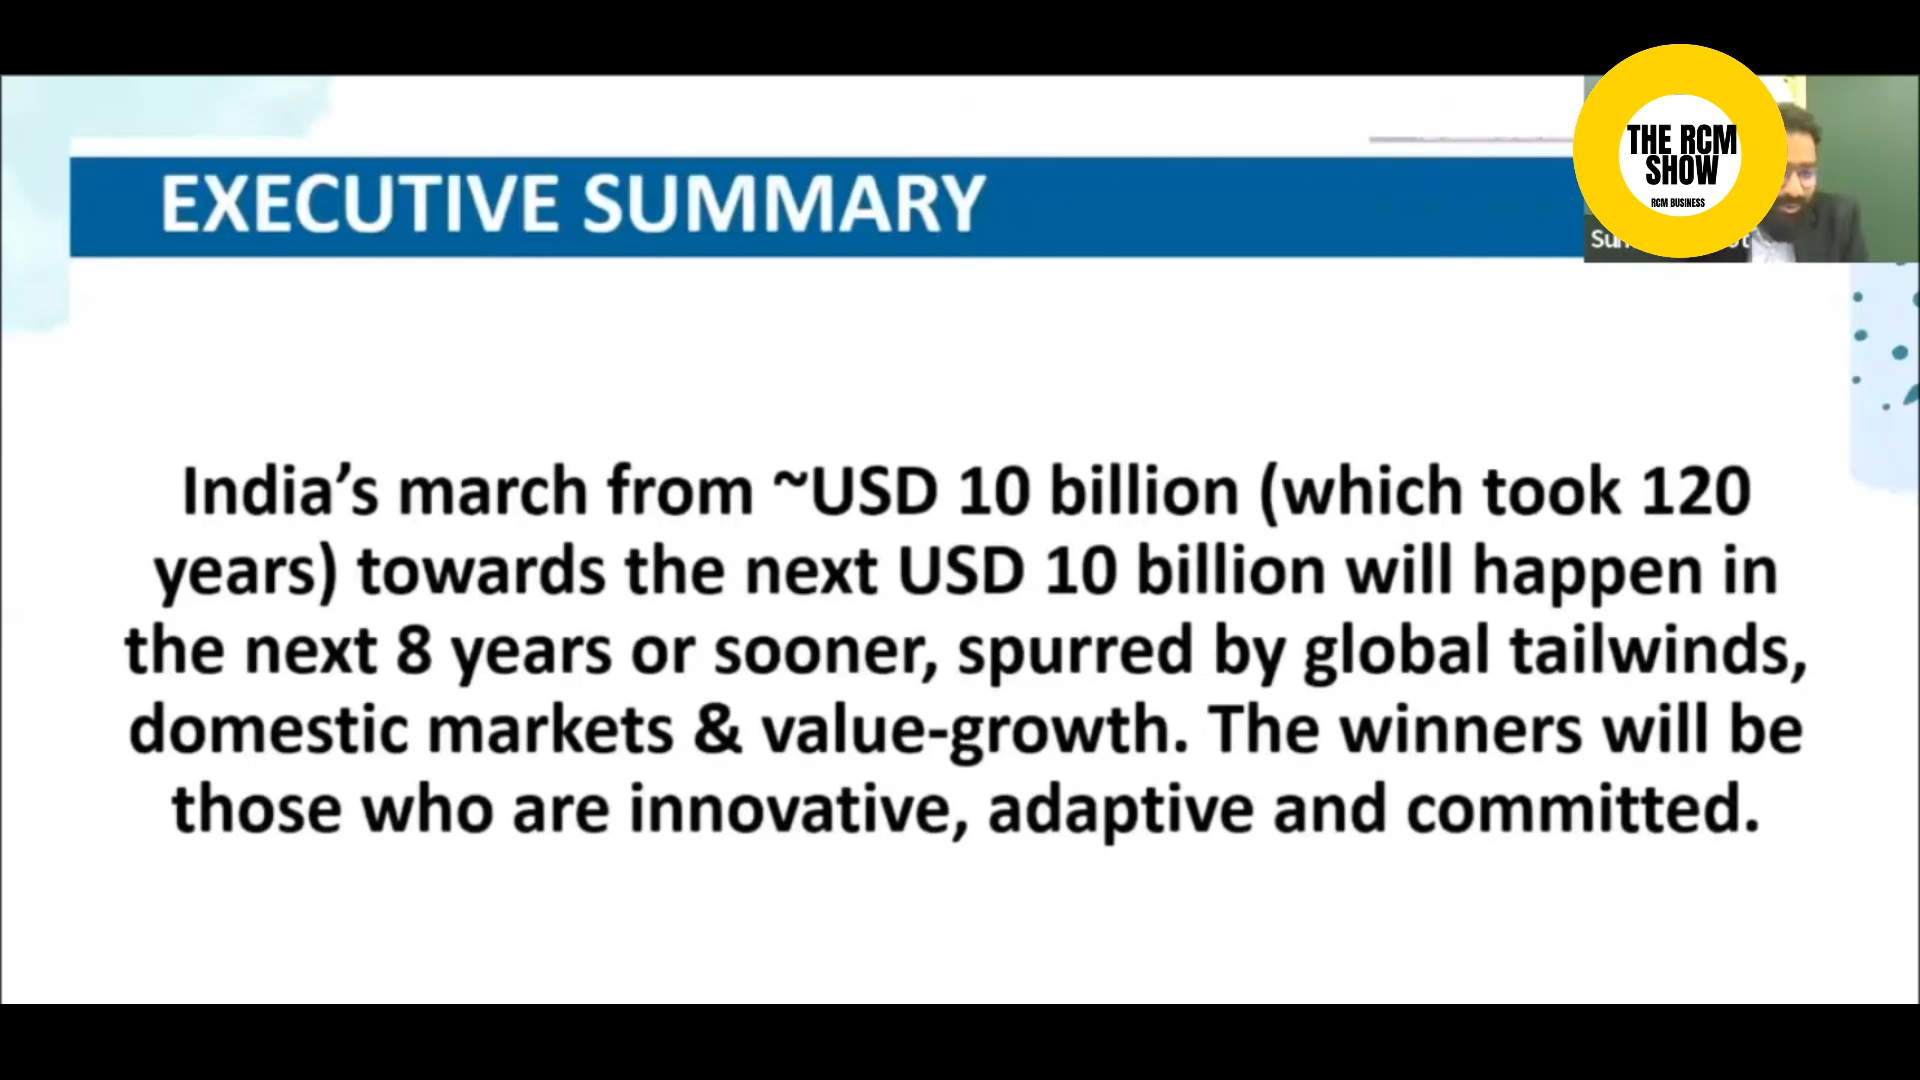 THE RCM
SHOW
RCM BUSINESS
EXECUTIVE SUMMARY
India’s march from ~USD 10 billion (which took 120
years) towards the next USD 10 billion will happen in
the next 8 years or sooner, spurred by global tailwinds,
domestic markets & value-growth. The winners will be
those who are innovative, adaptive and committed.